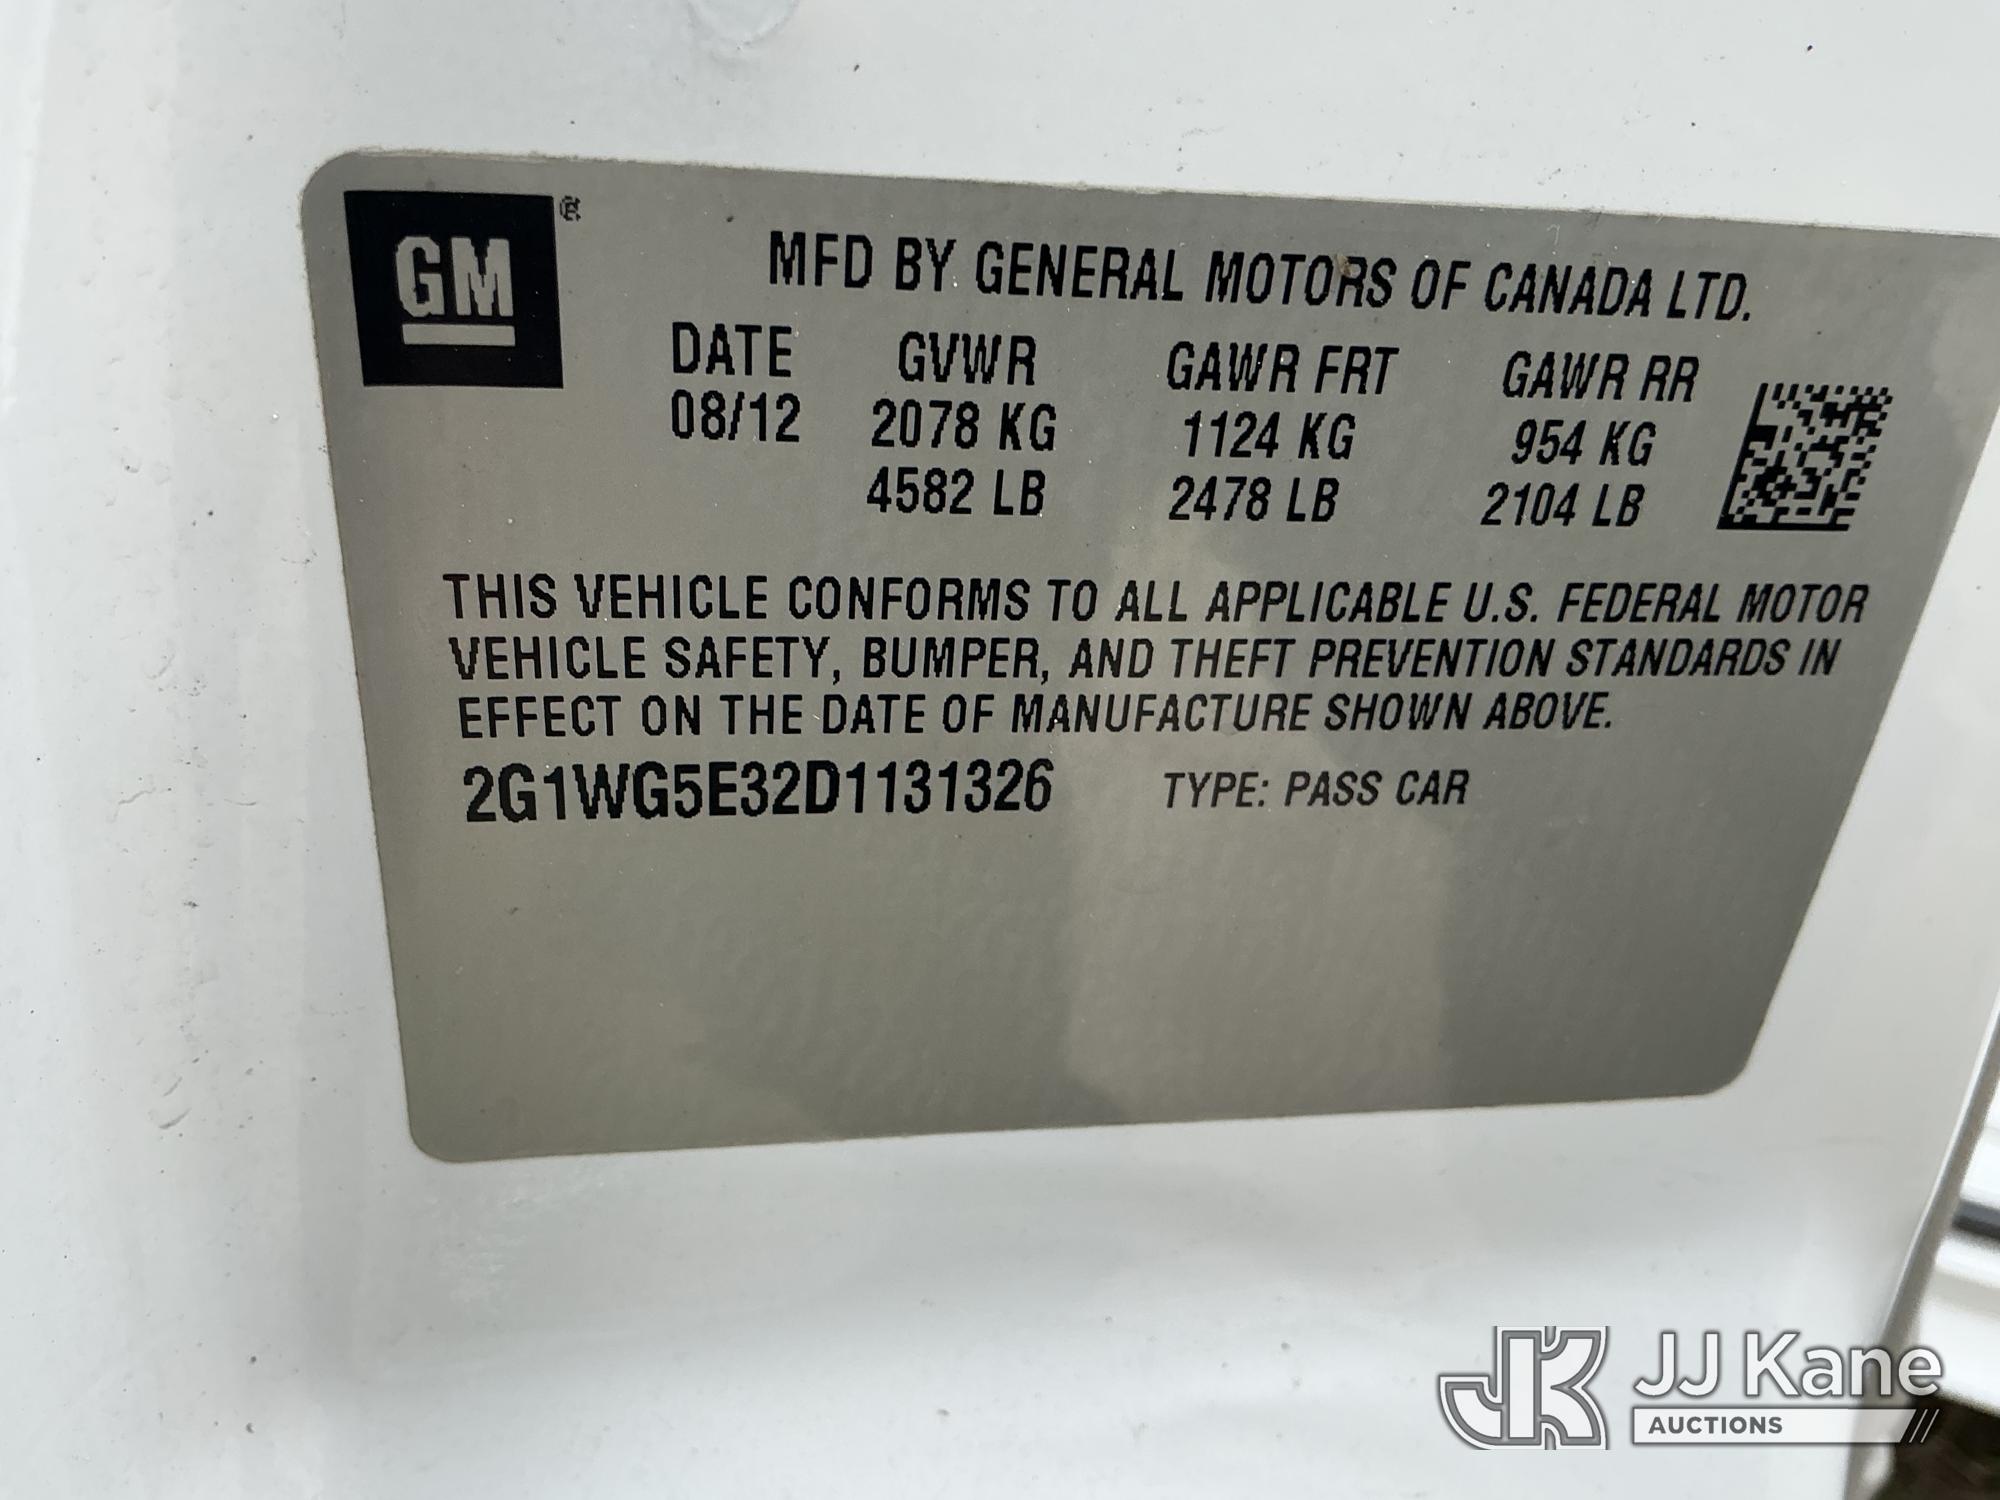 GM®
MFD BY GENERAL MOTORS OF CANADA LTD.
DATE GVWR GAWR FRT GAWR RR
08/12 2078 KG 1124 KG 954 KG
4582 LB 2478 LB 2104 LB
THIS VEHICLE CONFORMS TO ALL APPLICABLE U.S. FEDERAL MOTOR
VEHICLE SAFETY, BUMPER, AND THEFT PREVENTION STANDARDS IN
EFFECT ON THE DATE OF MANUFACTURE SHOWN ABOVE.
2G1WG5E32D1131326 TYPE: PASS CAR
JK JJ Kane
AUCTIONS